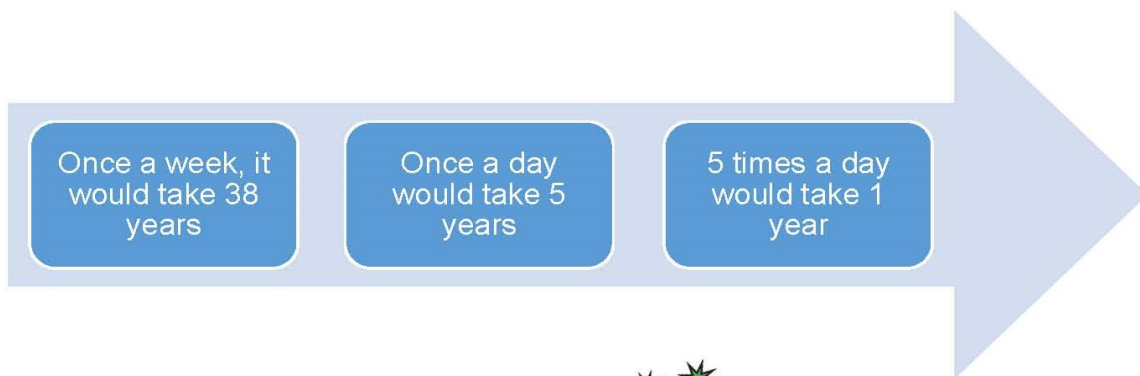 Once a week, it
would take 38
years
Once a day
would take 5
years
5 times a day
would take 1
year